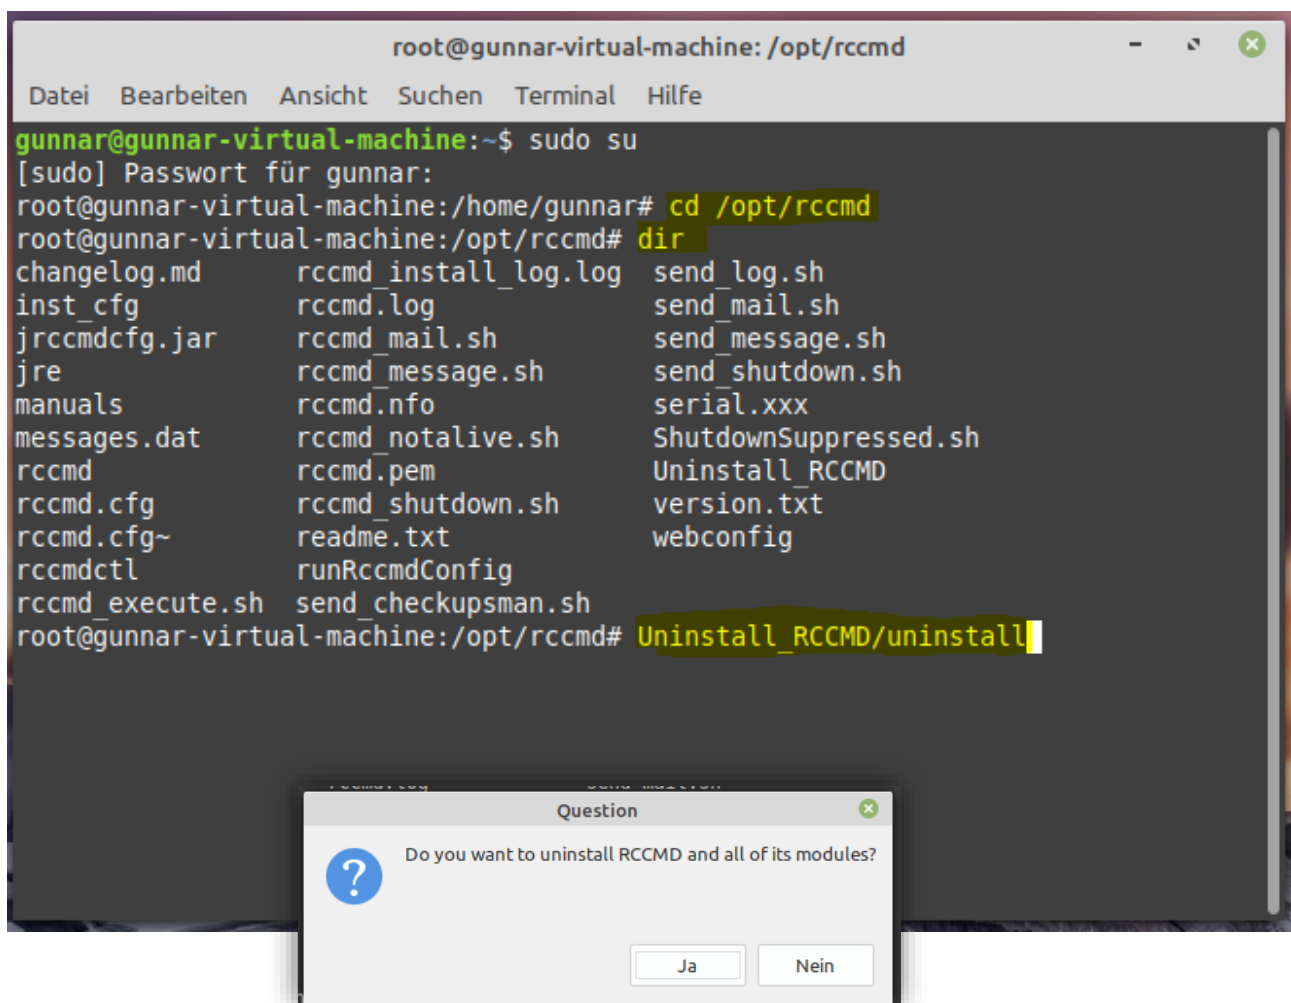 root@gunnar-virtual-machine: /opt/rccmd
Datei Bearbeiten Ansicht Suchen Terminal Hilfe
gunnar@gunnar-virtual-machine:~$ sudo su
[sudo] Passwort für gunnar:
root@gunnar-virtual-machine:/home/gunnar# cd /opt/rccmd
root@gunnar-virtual-machine:/opt/rccmd# dir
changelog.md rccmd_install_log.log send_log.sh
inst_cfg rccmd.log send_mail.sh
jrccmdcfg.jar rccmd_mail.sh send_message.sh
jre rccmd_message.sh send_shutdown.sh
manuals rccmd.nfo serial.xxx
messages.dat rccmd_notalive.sh ShutdownSuppressed.sh
rccmd rccmd.pem Uninstall_RCCMD
rccmd.cfg rccmd_shutdown.sh version.txt
rccmd.cfg~ readme.txt webconfig
rccmdctl runRccmdConfig
rccmd_execute.sh send_checkupsman.sh
root@gunnar-virtual-machine:/opt/rccmd# Uninstall_RCCMD/uninstall
Question
Do you want to uninstall RCCMD and all of its modules?
Ja Nein